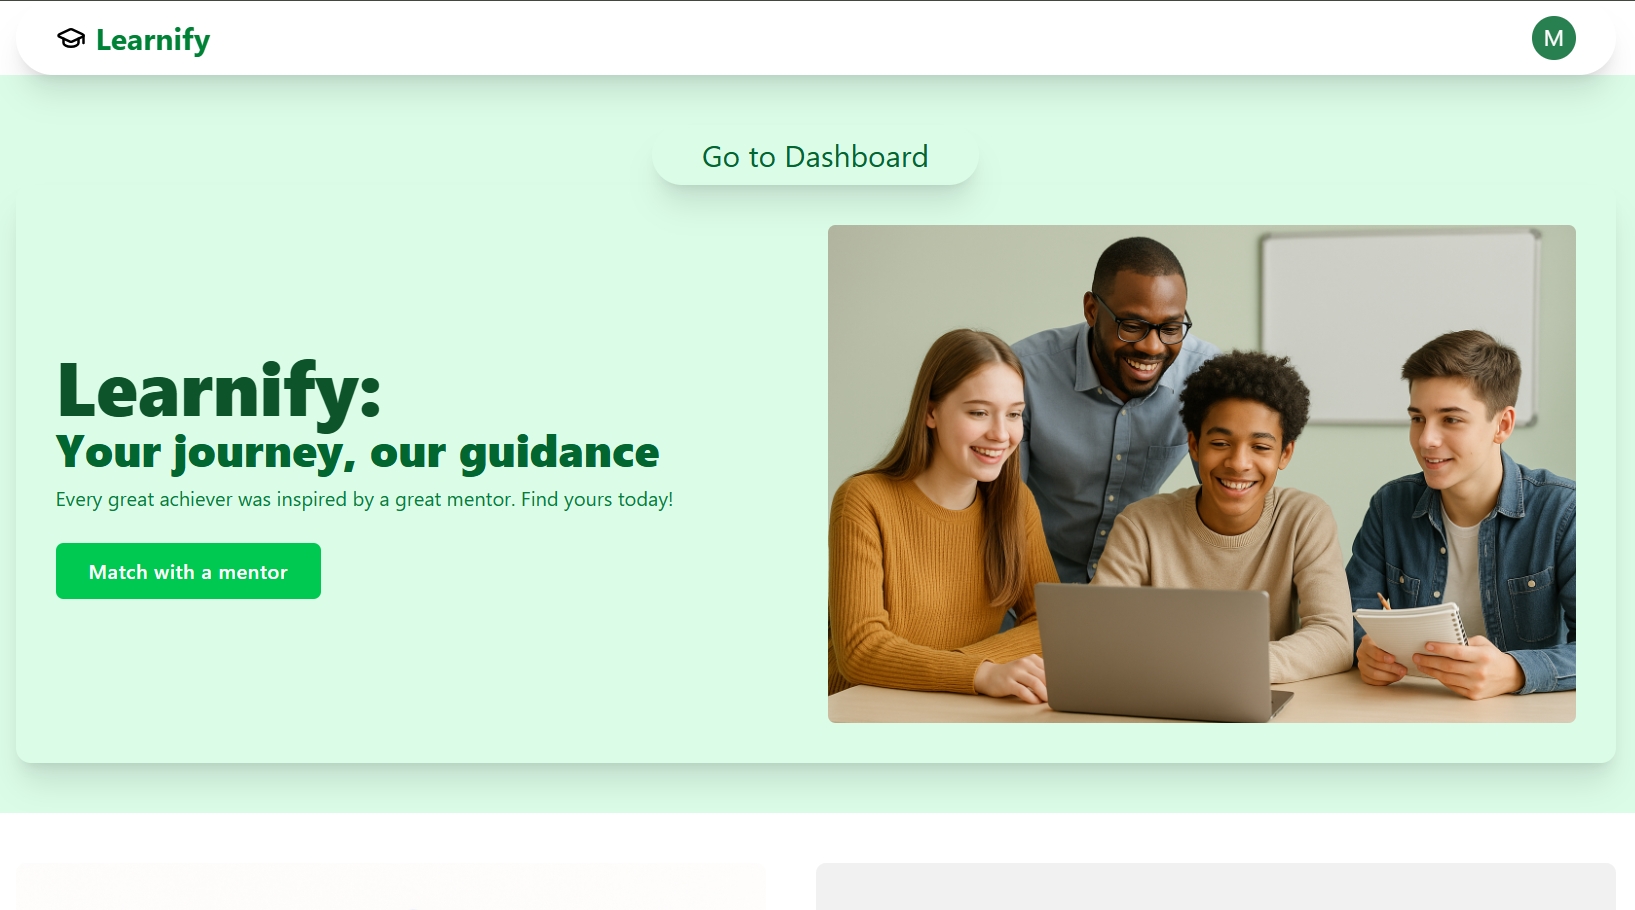 Learnify
M
Go to Dashboard
Learnify:
Your journey, our guidance
Every great achiever was inspired by a great mentor. Find yours today!
Match with a mentor